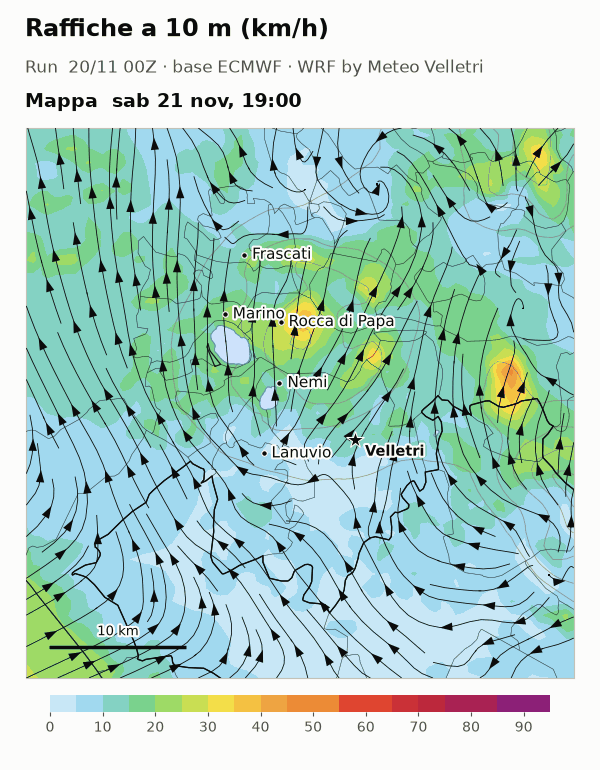 Raffiche a 10 m (km/h)
Run 20/11 00Z · base ECMWF · WRF by Meteo Velletri
Mappa sab 21 nov, 19:00
Frascati
Marino
Rocca di Papa
Nemi
Velletri
Lanuvio
10 km
0 10 20 30 40 50 60 70 80 90